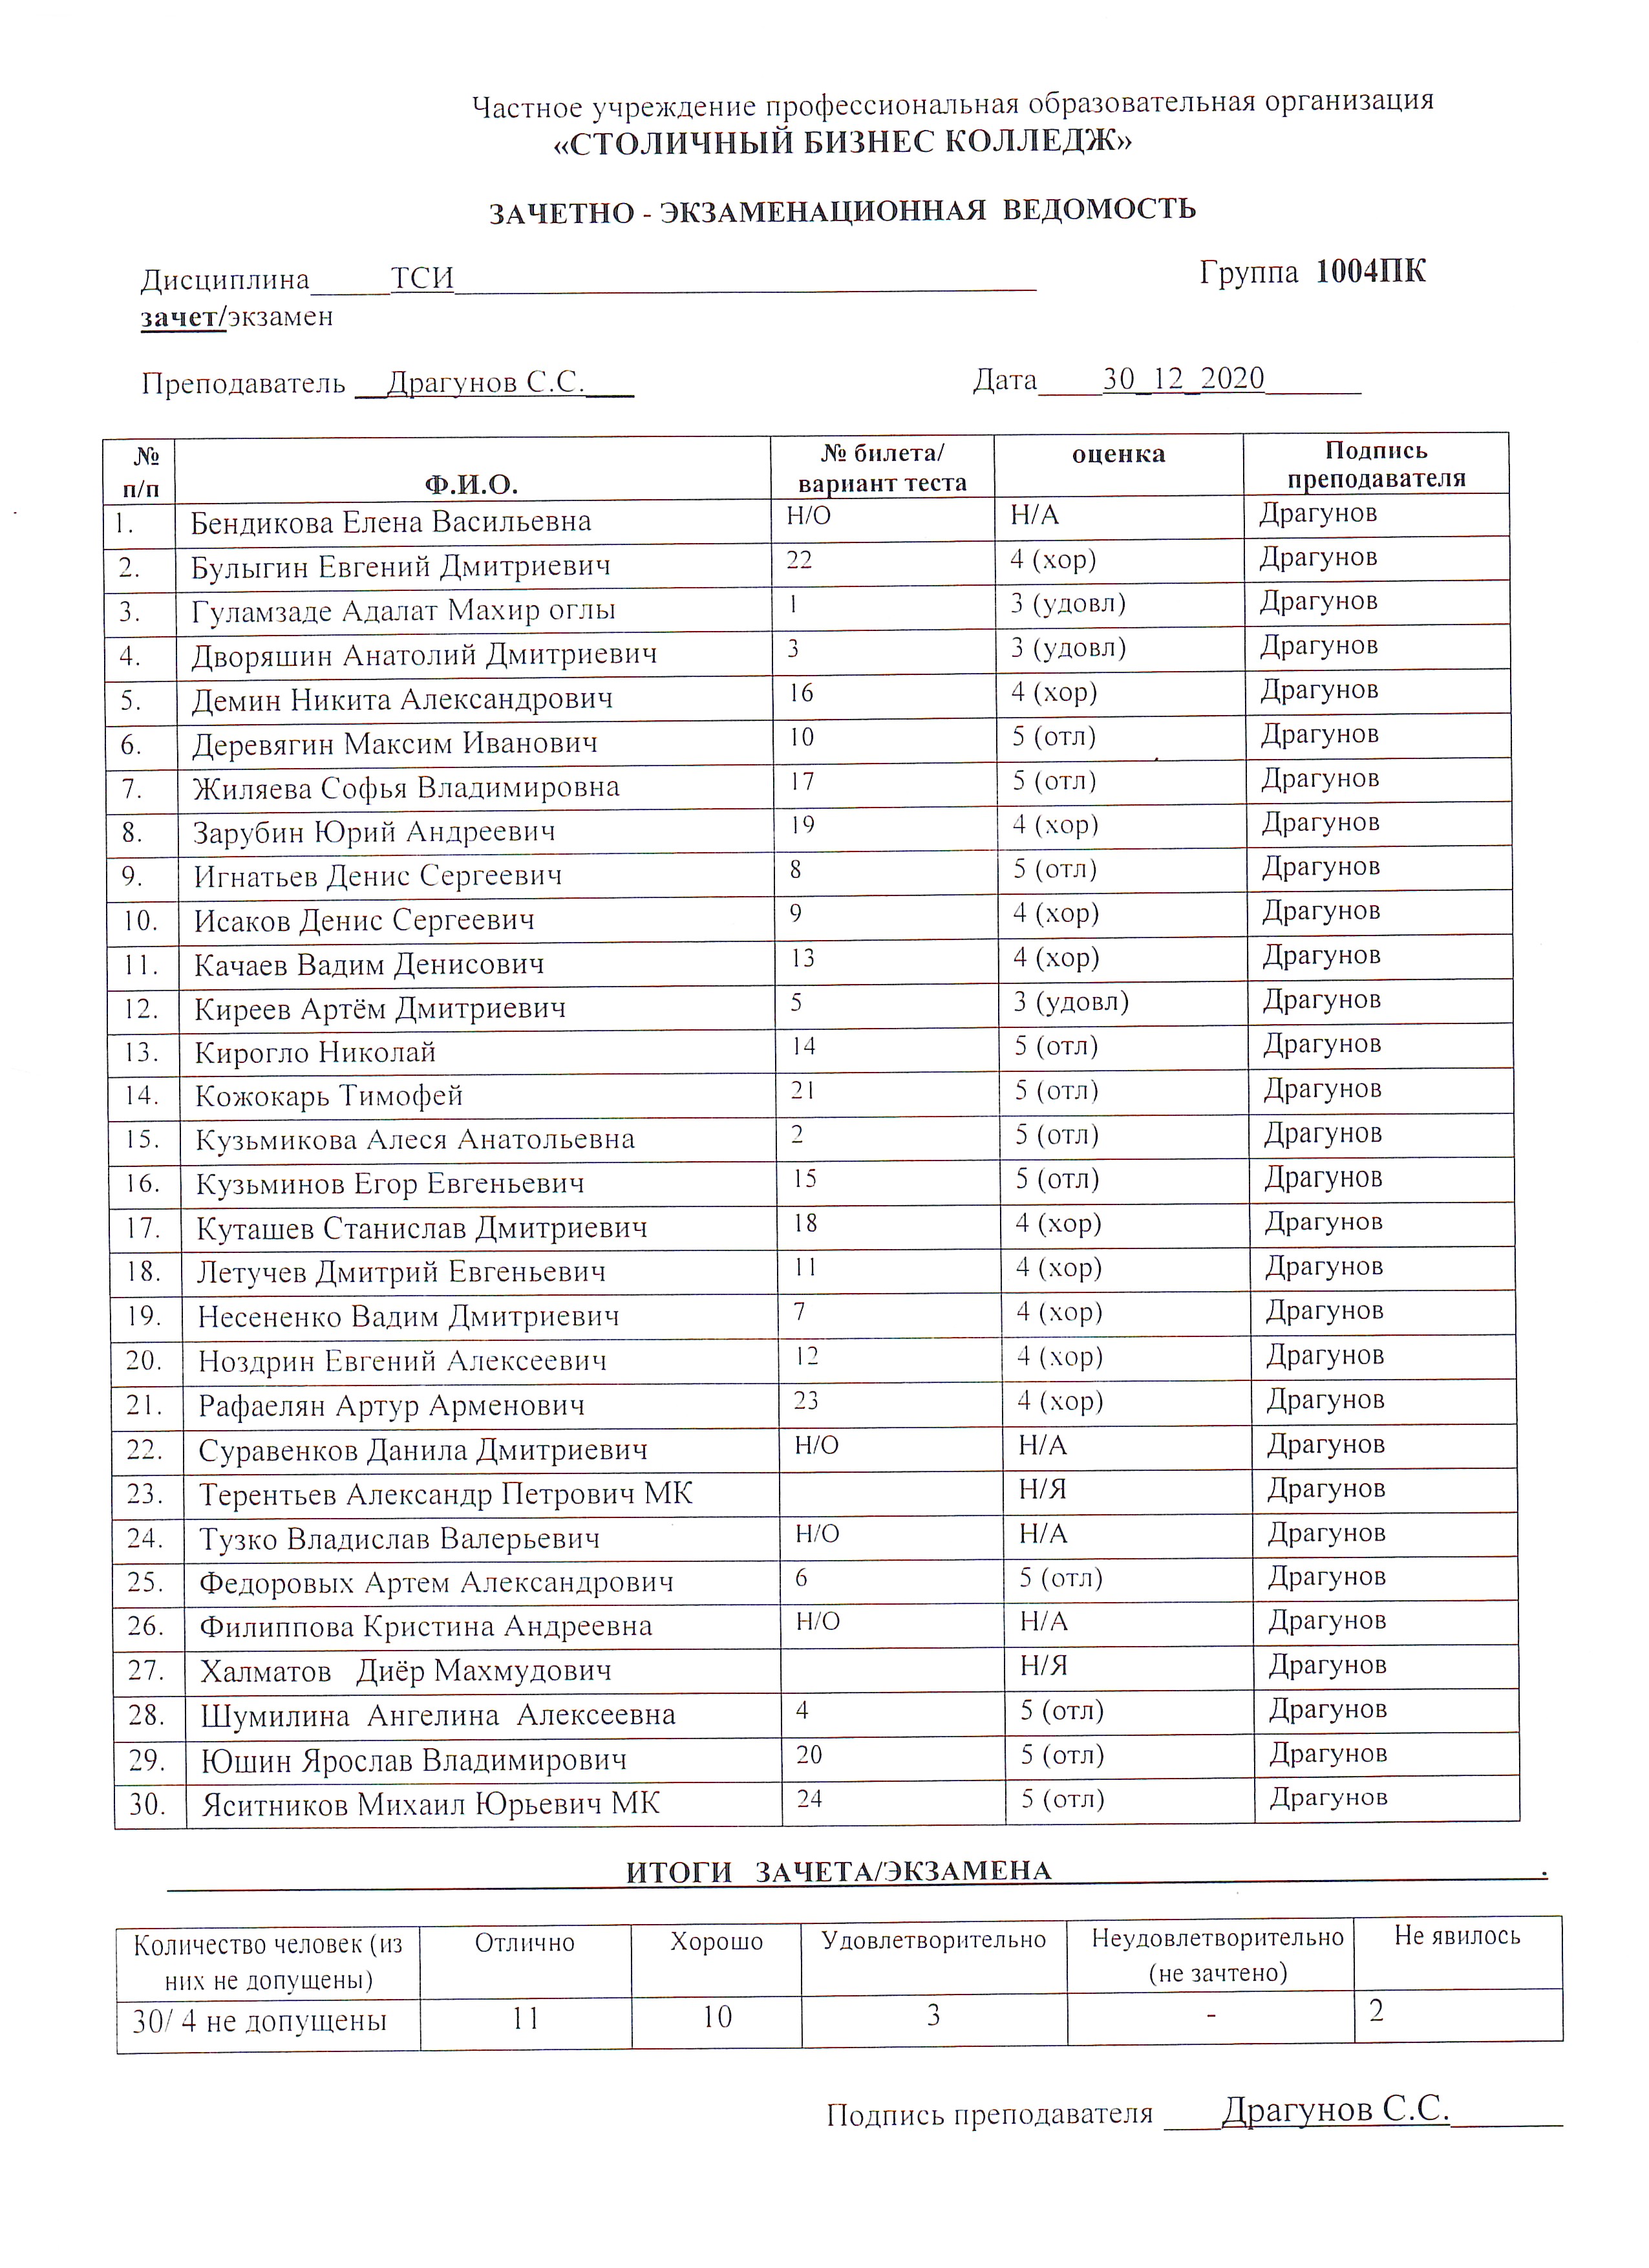 Частное учреждение профессиональная образовательная организация
«СТОЛИЧНЫЙ БИЗНЕС КОЛЛЕДЖ»
ЗАЧЕТНО - ЭКЗАМЕНАЦИОННАЯ ВЕДОМОСТЬ
Дисциплина_____ТСИ_____ Группа 1004ПК
зачет/экзамен
Преподаватель __Драгунов С.С.___ Дата____30_12_2020______
№ п/п Ф.И.О. № билета/ вариант теста оценка Подпись преподавателя
1. Бендикова Елена Васильевна Н/О Н/А Драгунов
2. Булыгин Евгений Дмитриевич 22 4 (хор) Драгунов
3. Гуламзаде Адалат Махир оглы 1 3 (удовл) Драгунов
4. Дворяшин Анатолий Дмитриевич 3 3 (удовл) Драгунов
5. Демин Никита Александрович 16 4 (хор) Драгунов
6. Деревягин Максим Иванович 10 5 (отл) Драгунов
7. Жиляева Софья Владимировна 17 5 (отл) Драгунов
8. Зарубин Юрий Андреевич 19 4 (хор) Драгунов
9. Игнатьев Денис Сергеевич 8 5 (отл) Драгунов
10. Исаков Денис Сергеевич 9 4 (хор) Драгунов
11. Качаев Вадим Денисович 13 4 (хор) Драгунов
12. Киреев Артём Дмитриевич 5 3 (удовл) Драгунов
13. Кирогло Николай 14 5 (отл) Драгунов
14. Кожокарь Тимофей 21 5 (отл) Драгунов
15. Кузьмикова Алеся Анатольевна 2 5 (отл) Драгунов
16. Кузьминов Егор Евгеньевич 15 5 (отл) Драгунов
17. Куташев Станислав Дмитриевич 18 4 (хор) Драгунов
18. Летучев Дмитрий Евгеньевич 11 4 (хор) Драгунов
19. Несененко Вадим Дмитриевич 7 4 (хор) Драгунов
20. Ноздрин Евгений Алексеевич 12 4 (хор) Драгунов
21. Рафаелян Артур Арменович 23 4 (хор) Драгунов
22. Суравенков Данила Дмитриевич Н/О Н/А Драгунов
23. Терентьев Александр Петрович МК Н/Я Драгунов
24. Тузко Владислав Валерьевич Н/О Н/А Драгунов
25. Федоровых Артем Александрович 6 5 (отл) Драгунов
26. Филиппова Кристина Андреевна Н/О Н/А Драгунов
27. Халматов Диёр Махмудович Н/Я Драгунов
28. Шумилина Ангелина Алексеевна 4 5 (отл) Драгунов
29. Юшин Ярослав Владимирович 20 5 (отл) Драгунов
30. Яситников Михаил Юрьевич МК 24 5 (отл) Драгунов
ИТОГИ ЗАЧЕТА/ЭКЗАМЕНА .
Количество человек (из Отлично Хорошо Удовлетворительно Неудовлетворительно Не явилось
них не допущены) (не зачтено)
30/ 4 не допущены 11 10 3 - 2
Подпись преподавателя ____Драгунов С.С.________